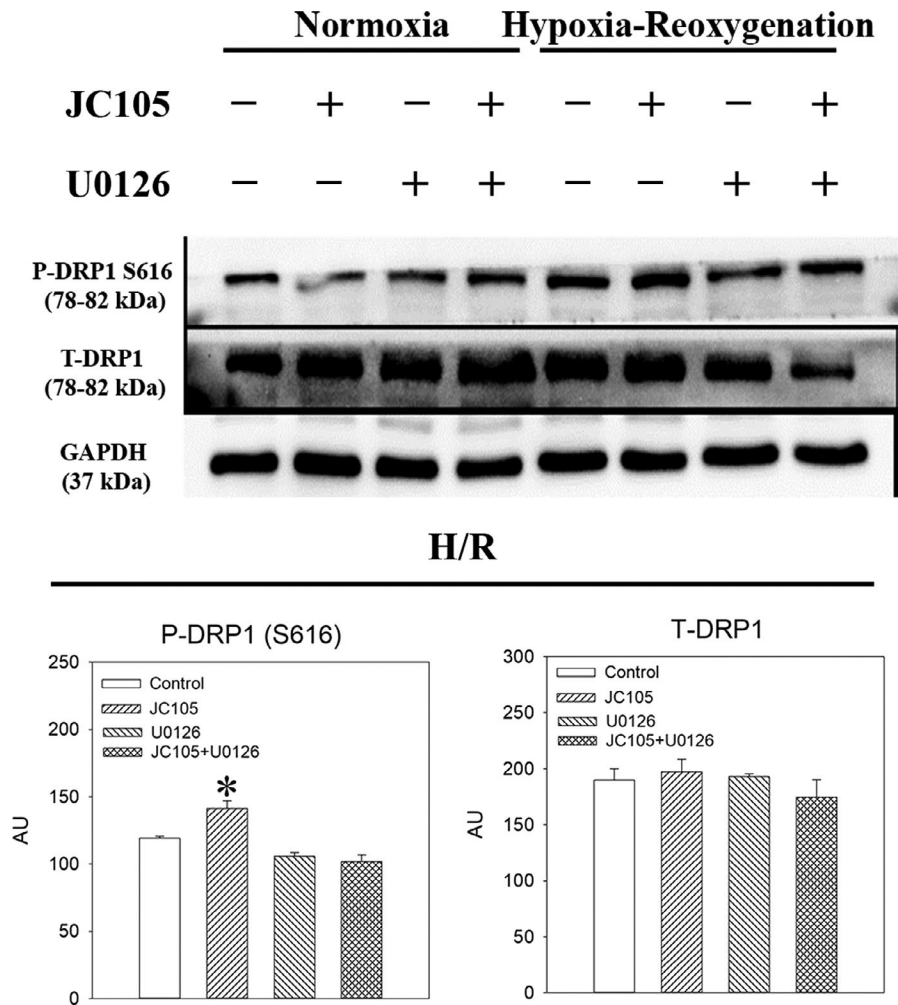 Normoxia Hypoxia-Reoxygenation
JC105 − + − + − + − +
U0126 − − + + − − + +
P-DRP1 S616
(78-82 kDa)
T-DRP1
(78-82 kDa)
GAPDH
(37 kDa)
H/R
P-DRP1 (S616)
250
200
150
100
50
0
AU
Control
JC105
U0126
JC105+U0126
*
T-DRP1
300
250
200
150
100
50
0
AU
Control
JC105
U0126
JC105+U0126